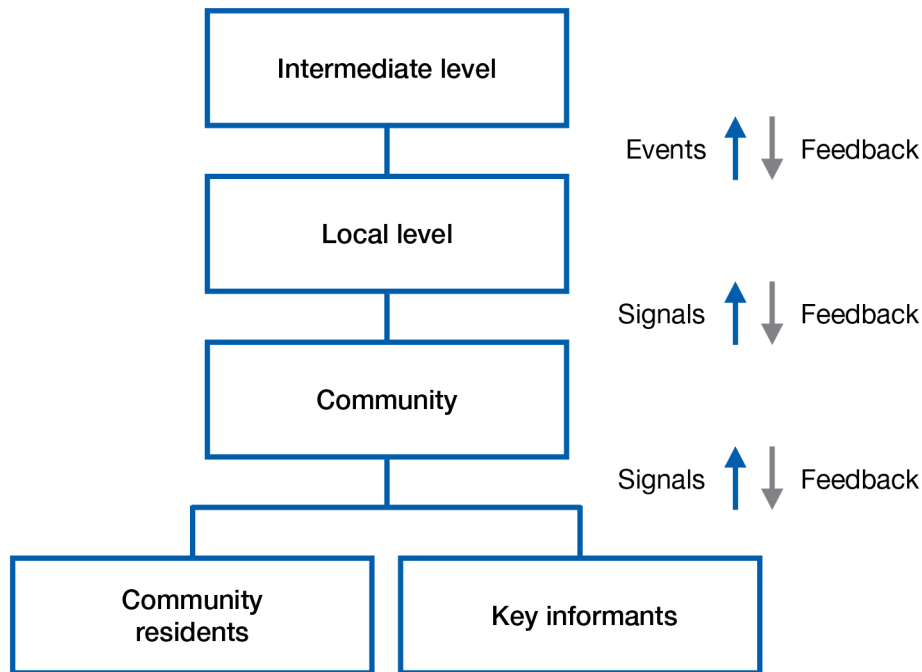 Intermediate level
Events
Feedback
Local level
Signals
Feedback
Community
Signals
Feedback
Community
residents
Key informants